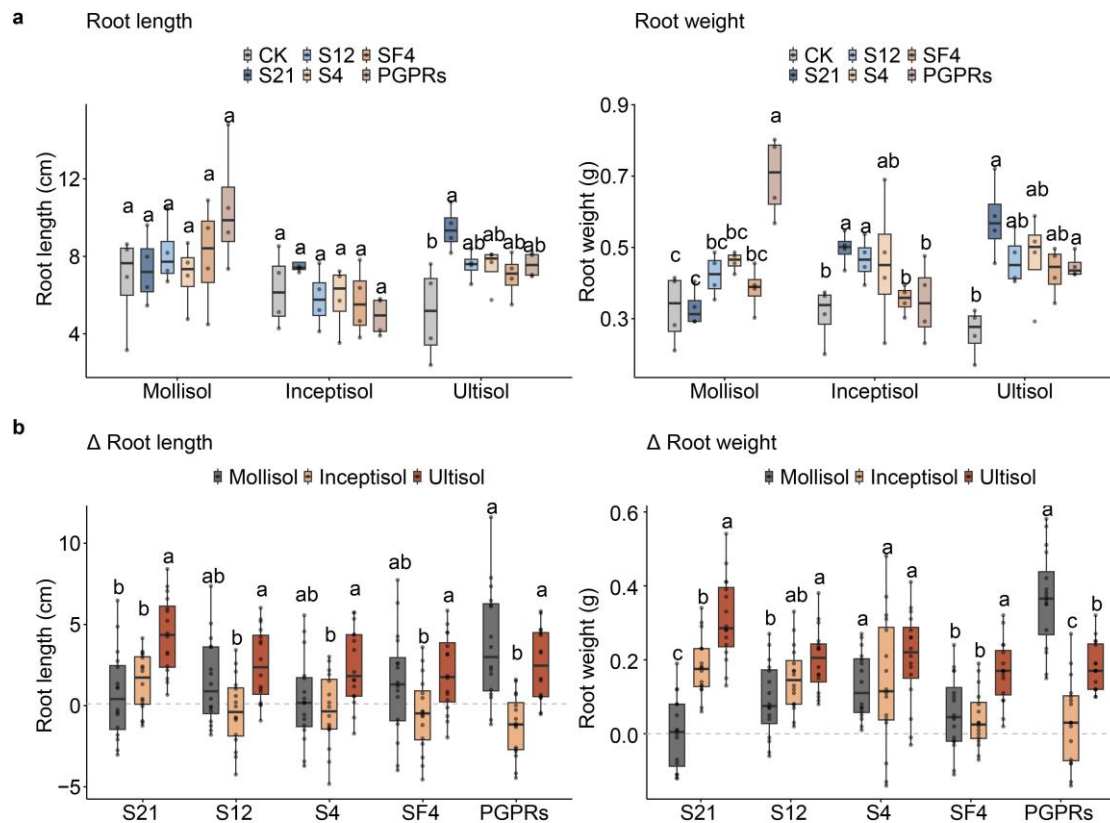 a
Root length
CK S12 SF4
S21 S4 PGPRs
Root length (cm)
12
8
4
a a a a a a
a a a a a a
b a ab ab ab ab
Mollisol Inceptisol Ultisol
Root weight
CK S12 SF4
S21 S4 PGPRs
Root weight (g)
0.9
0.7
0.5
0.3
c c bc bc bc a
b a a ab b b
b a ab ab a a
Mollisol Inceptisol Ultisol
b
Δ Root length
Mollisol Inceptisol Ultisol
Root length (cm)
10
5
0
−5
b b a ab b a ab b a ab b a a b a
S21 S12 S4 SF4 PGPRs
Δ Root weight
Mollisol Inceptisol Ultisol
Root weight (g)
0.6
0.4
0.2
0.0
c b a b ab a a a a b b a a c b
S21 S12 S4 SF4 PGPRs